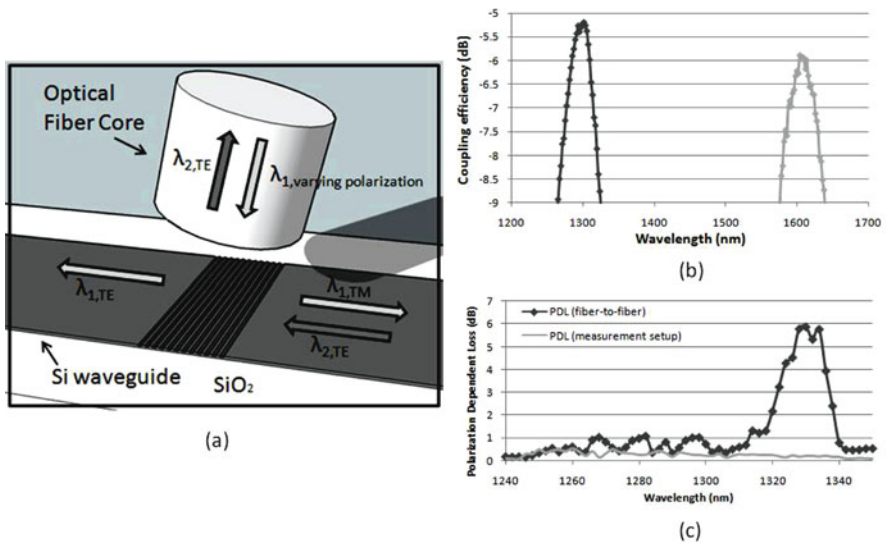 Optical
Fiber Core
λ2,TE
λ1,varying polarization
λ1,TE
λ1,TM
λ2,TE
Si waveguide
SiO2
(a)
Coupling efficiency (dB)
-5
-5.5
-6
-6.5
-7
-7.5
-8
-8.5
-9
1200 1300 1400 1500 1600 1700
Wavelength (nm)
(b)
Polarization Dependent Loss (dB)
7
6
5
4
3
2
1
0
PDL (fiber-to-fiber)
PDL (measurement setup)
1240 1260 1280 1300 1320 1340
Wavelength (nm)
(c)